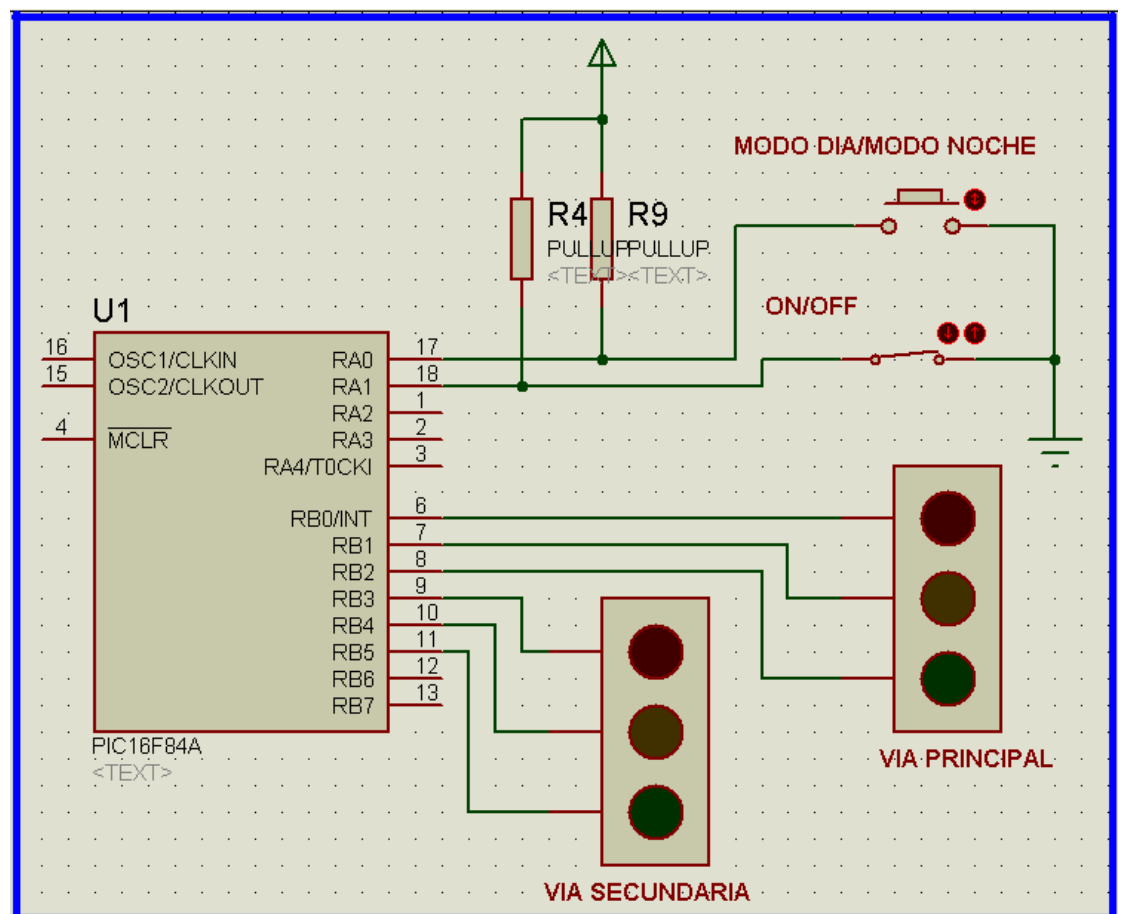 MODO DIA/MODO NOCHE
R4
R9
PULLUP
PULLUP
<TEXT>
<TEXT>
ON/OFF
U1
16
OSC1/CLKIN
RA0
17
15
OSC2/CLKOUT
RA1
18
RA2
1
4
MCLR
RA3
2
RA4/T0CKI
3
RB0/INT
6
RB1
7
RB2
8
RB3
9
RB4
10
RB5
11
RB6
12
RB7
13
PIC16F84A
<TEXT>
VIA PRINCIPAL
VIA SECUNDARIA